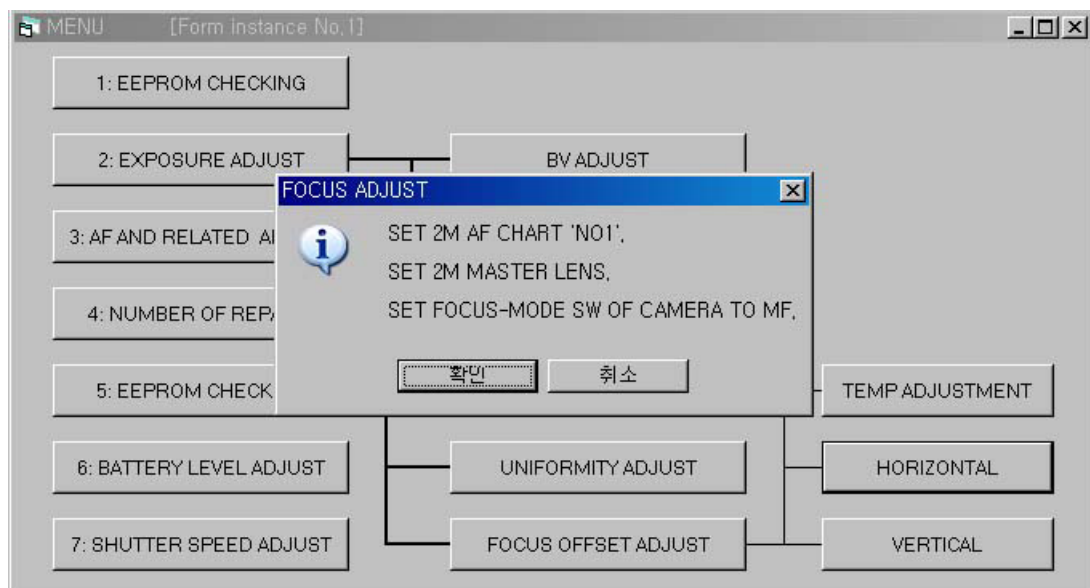 MENU [Form instance No,1]
1: EEPROM CHECKING
2: EXPOSURE ADJUST
BV ADJUST
FOCUS ADJUST
SET 2M AF CHART 'NO1',
SET 2M MASTER LENS,
SET FOCUS-MODE SW OF CAMERA TO MF,
확인
취소
3: AF AND RELATED
4: NUMBER OF
5: EEPROM CHECK
TEMP ADJUSTMENT
6: BATTERY LEVEL ADJUST
UNIFORMITY ADJUST
HORIZONTAL
7: SHUTTER SPEED ADJUST
FOCUS OFFSET ADJUST
VERTICAL